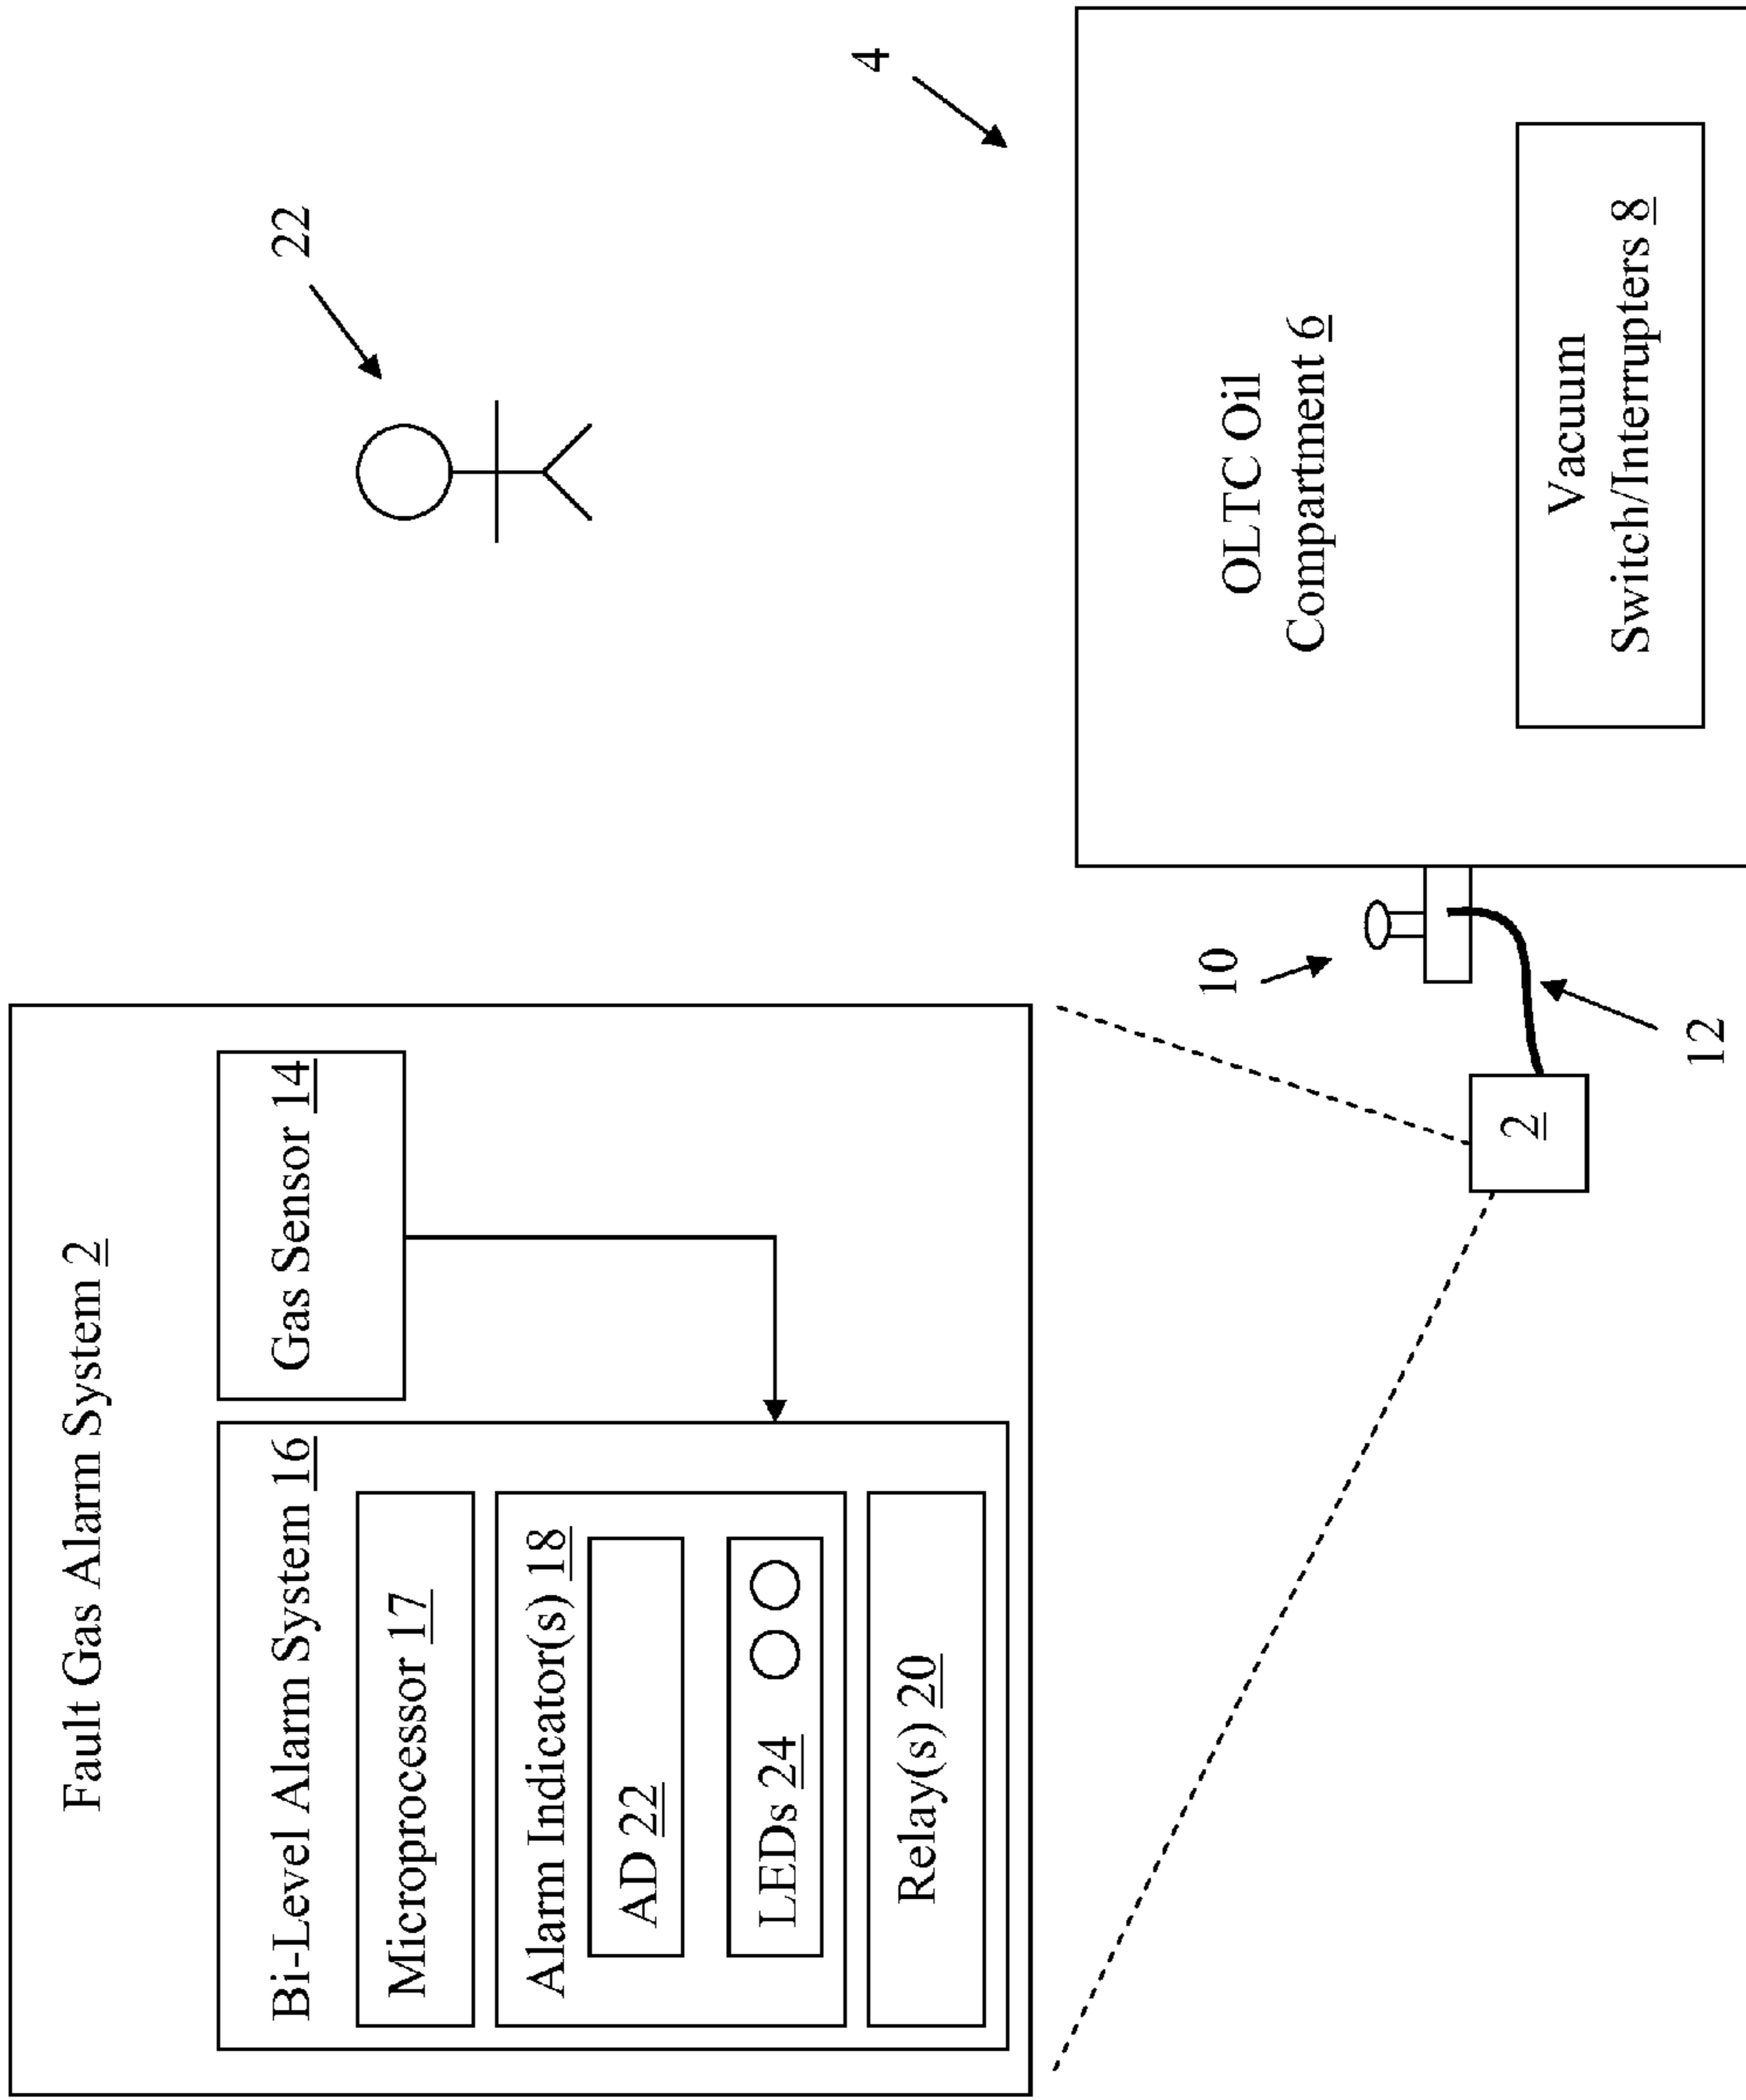 Fault Gas Alarm System 2
Bi-Level Alarm System 16
Gas Sensor 14
Microprocessor 17
Alarm Indicator(s) 18
AD 22
LEDs 24
Relay(s) 20
22
4
OLTC Oil
Compartment 6
Vacuum
Switch/Interrupters 8
10
2
12